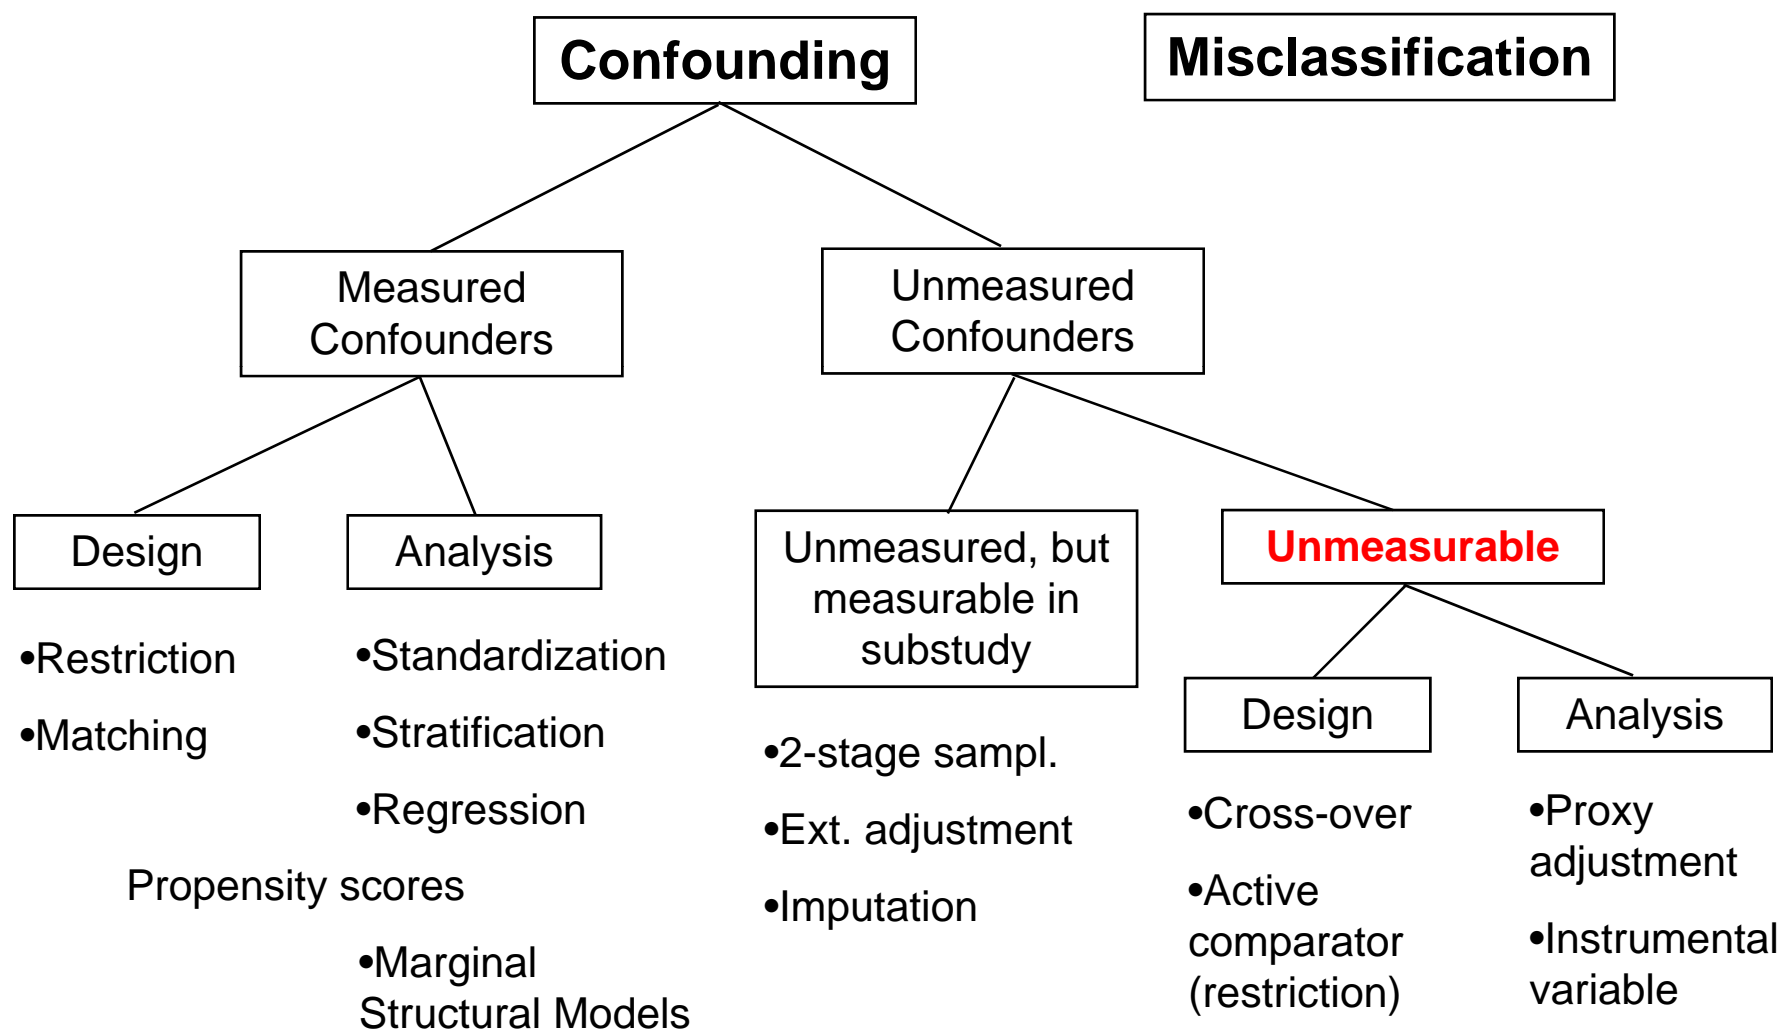 Confounding
Misclassification
Measured
Confounders
Unmeasured
Confounders
Design
Analysis
Unmeasured, but
measurable in
substudy
Unmeasurable
•Restriction
•Matching
•Standardization
•Stratification
•Regression
Propensity scores
•Marginal
Structural Models
•2-stage sampl.
•Ext. adjustment
•Imputation
Design
Analysis
•Cross-over
•Active
comparator
(restriction)
•Proxy
adjustment
•Instrumental
variable